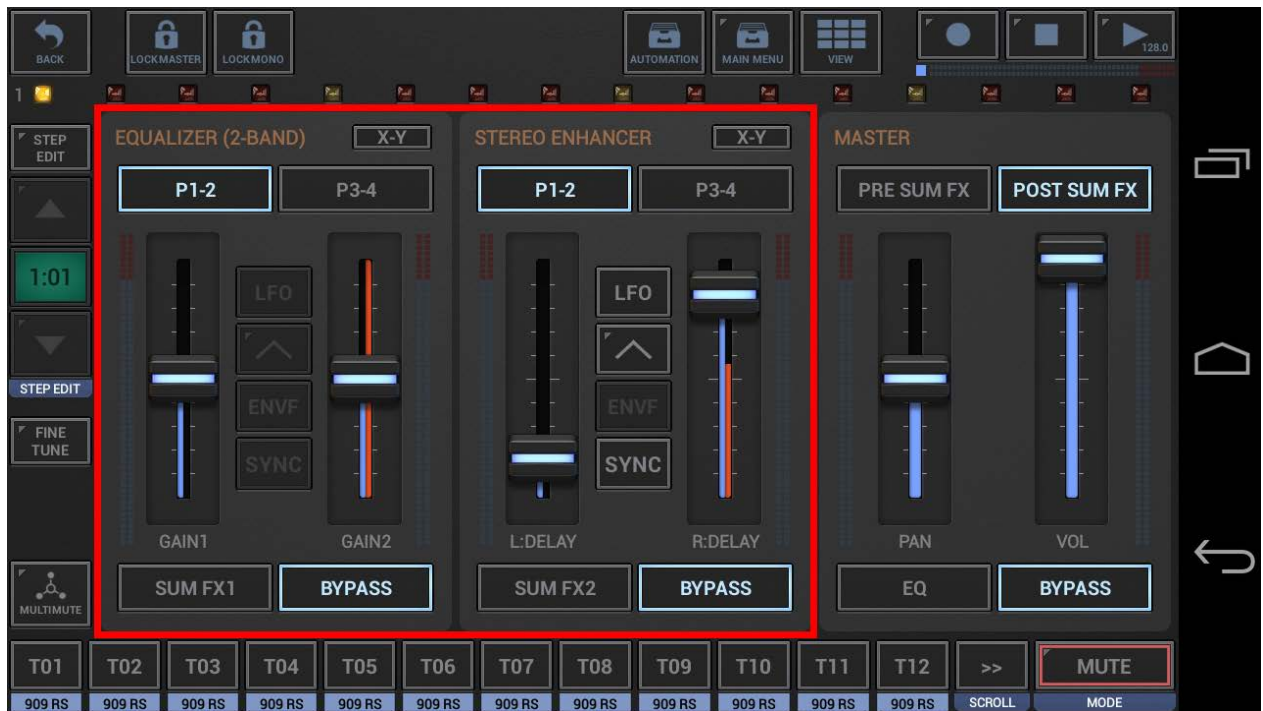 BACK
LOCKMASTER
LOCKMONO
AUTOMATION
MAIN MENU
VIEW
128.0
1
STEP
EDIT
1:01
STEP EDIT
FINE
TUNE
MULTIMUTE
EQUALIZER (2-BAND)
X-Y
P1-2
P3-4
LFO
ENVF
SYNC
GAIN1
GAIN2
SUM FX1
BYPASS
STEREO ENHANCER
X-Y
P1-2
P3-4
LFO
ENVF
SYNC
L:DELAY
R:DELAY
SUM FX2
BYPASS
MASTER
PRE SUM FX
POST SUM FX
PAN
VOL
EQ
BYPASS
T01 T02 T03 T04 T05 T06 T07 T08 T09 T10 T11 T12 >> MUTE
909 RS 909 RS 909 RS 909 RS 909 RS 909 RS 909 RS 909 RS 909 RS 909 RS 909 RS 909 RS SCROLL MODE